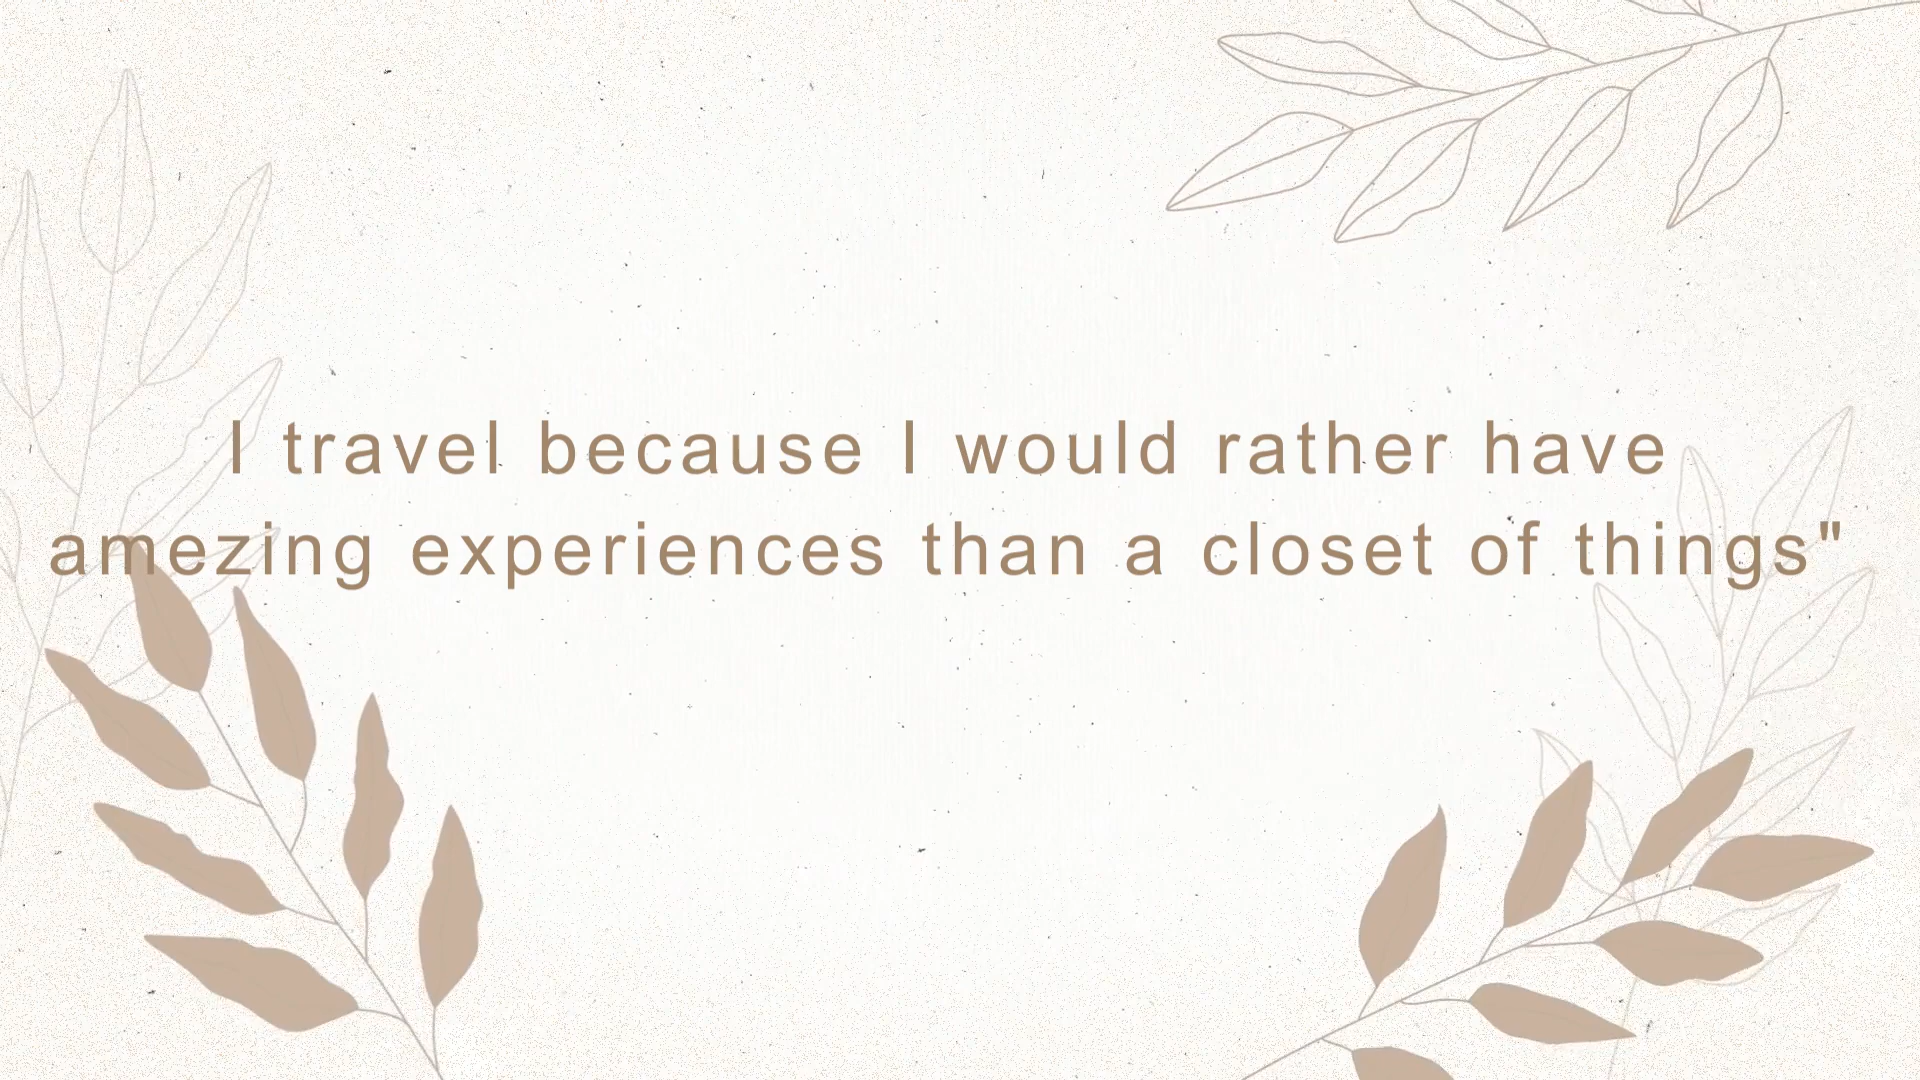 I travel because I would rather have
amezing experiences than a closet of things"